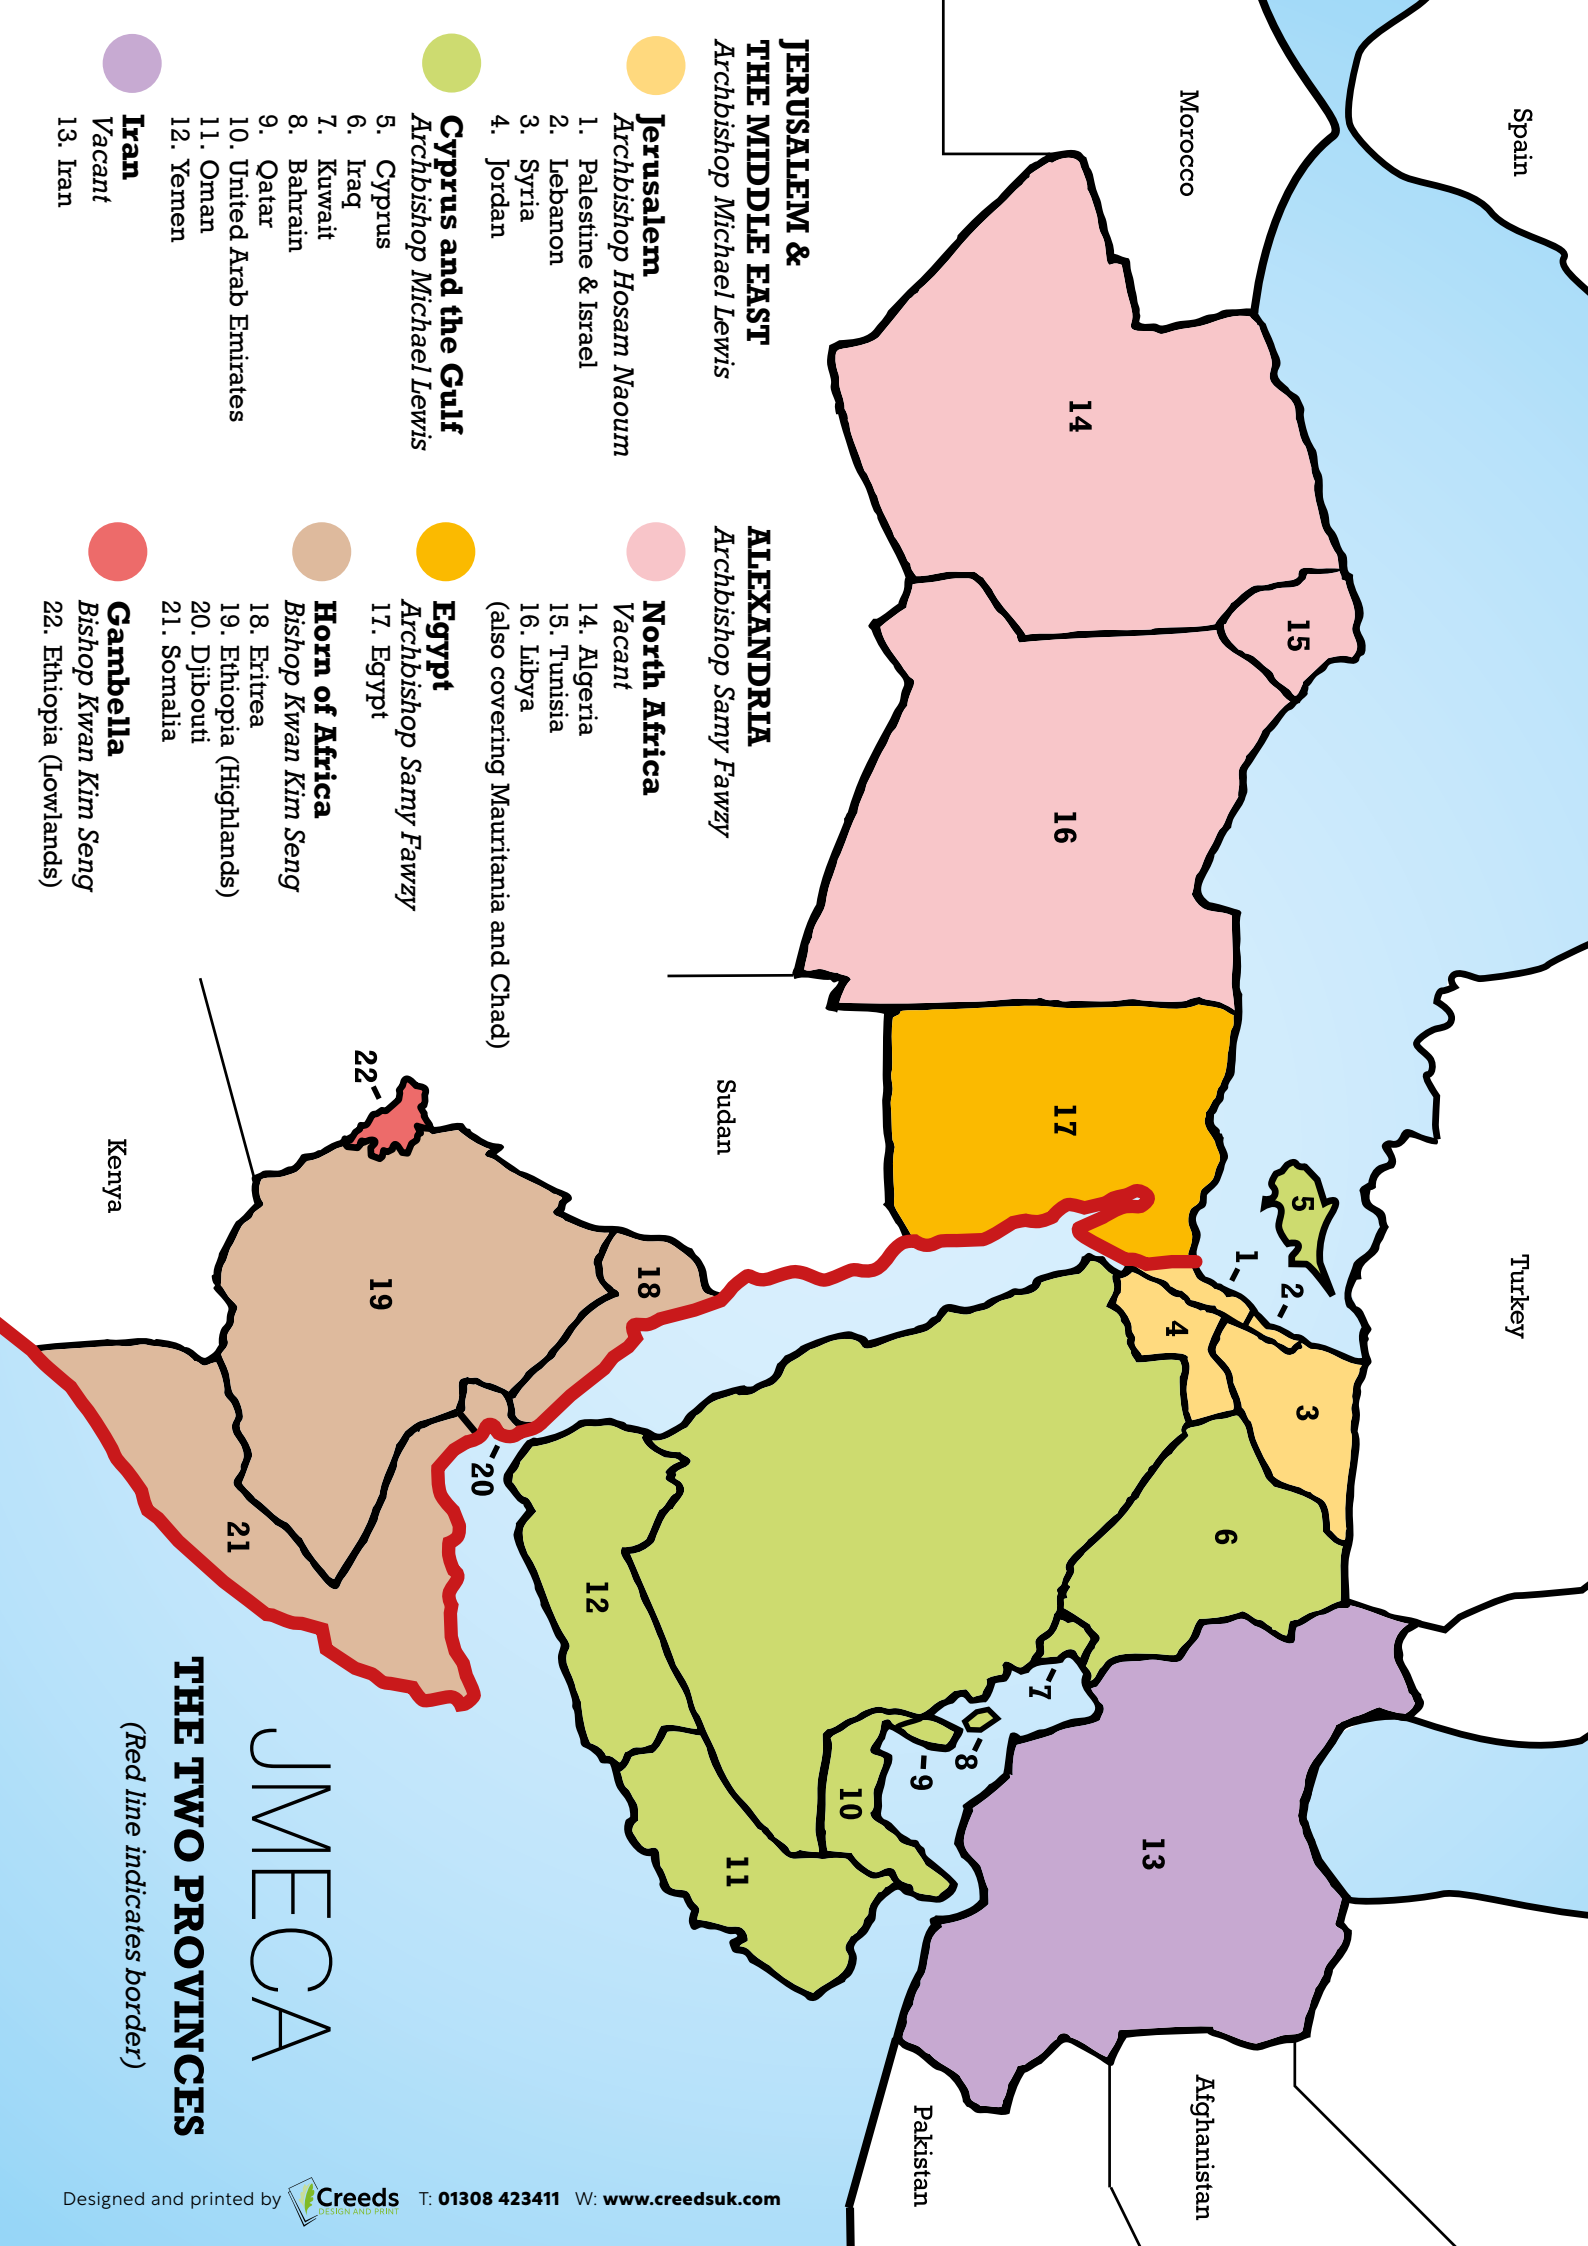 Spain
Morocco
Turkey
Sudan
Kenya
Afghanistan
Pakistan
1
2
3
4
5
6
7
8
9
10
11
12
13
14
15
16
17
18
19
20
21
22
JERUSALEM &
THE MIDDLE EAST
Archbishop Michael Lewis
Jerusalem
Archbishop Hosam Naoum
1. Palestine & Israel
2. Lebanon
3. Syria
4. Jordan
Cyprus and the Gulf
Archbishop Michael Lewis
5. Cyprus
6. Iraq
7. Kuwait
8. Bahrain
9. Qatar
10. United Arab Emirates
11. Oman
12. Yemen
Iran
Vacant
13. Iran
ALEXANDRIA
Archbishop Samy Fawzy
North Africa
Vacant
14. Algeria
15. Tunisia
16. Libya
(also covering Mauritania and Chad)
Egypt
Archbishop Samy Fawzy
17. Egypt
Horn of Africa
Bishop Kwan Kim Seng
18. Eritrea
19. Ethiopia (Highlands)
20. Djibouti
21. Somalia
Gambella
Bishop Kwan Kim Seng
22. Ethiopia (Lowlands)
JMECA
THE TWO PROVINCES
(Red line indicates border)
Designed and printed by Creeds DESIGN AND PRINT T: 01308 423411 W: www.creedsuk.com